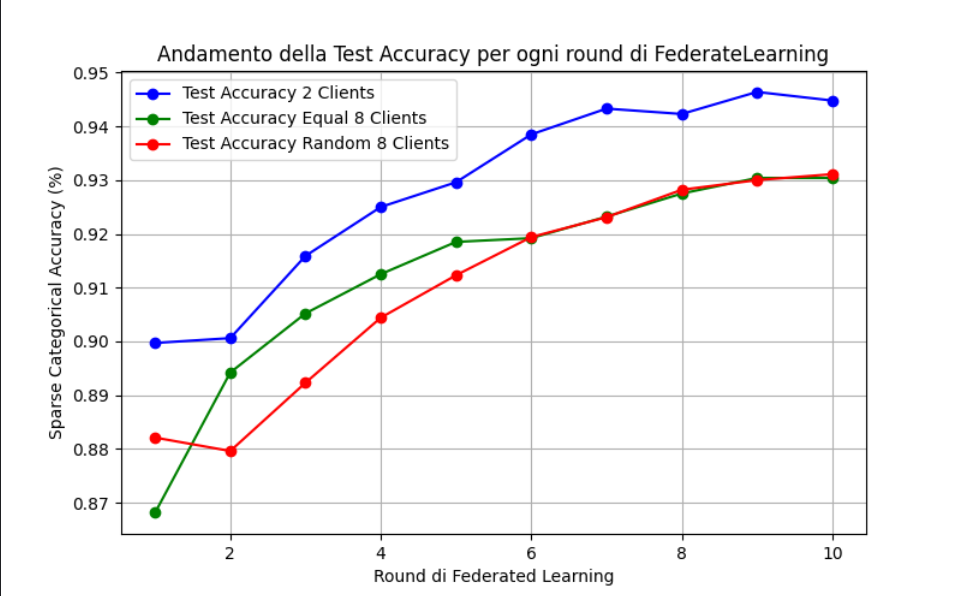 Andamento della Test Accuracy per ogni round di FederateLearning
Test Accuracy 2 Clients
Test Accuracy Equal 8 Clients
Test Accuracy Random 8 Clients
Sparse Categorical Accuracy (%)
0.95
0.94
0.93
0.92
0.91
0.90
0.89
0.88
0.87
2
4
6
8
10
Round di Federated Learning